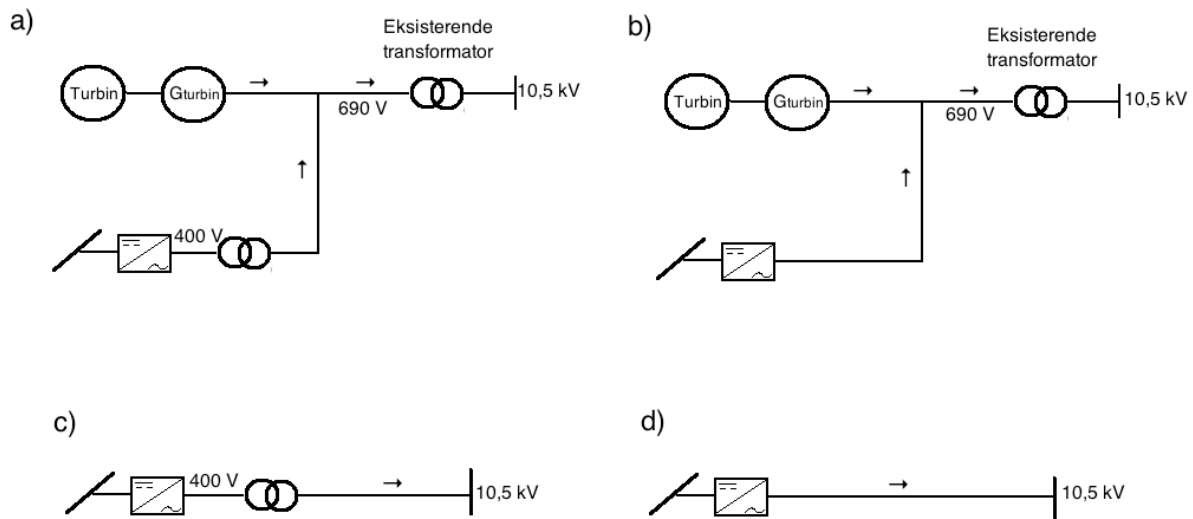 a)
Eksisterende
transformator
Turbin
Gturbin
→
→
690 V
10,5 kV
↑
400 V
b)
Eksisterende
transformator
Turbin
Gturbin
→
→
690 V
10,5 kV
↑
c)
400 V
→
10,5 kV
d)
→
10,5 kV